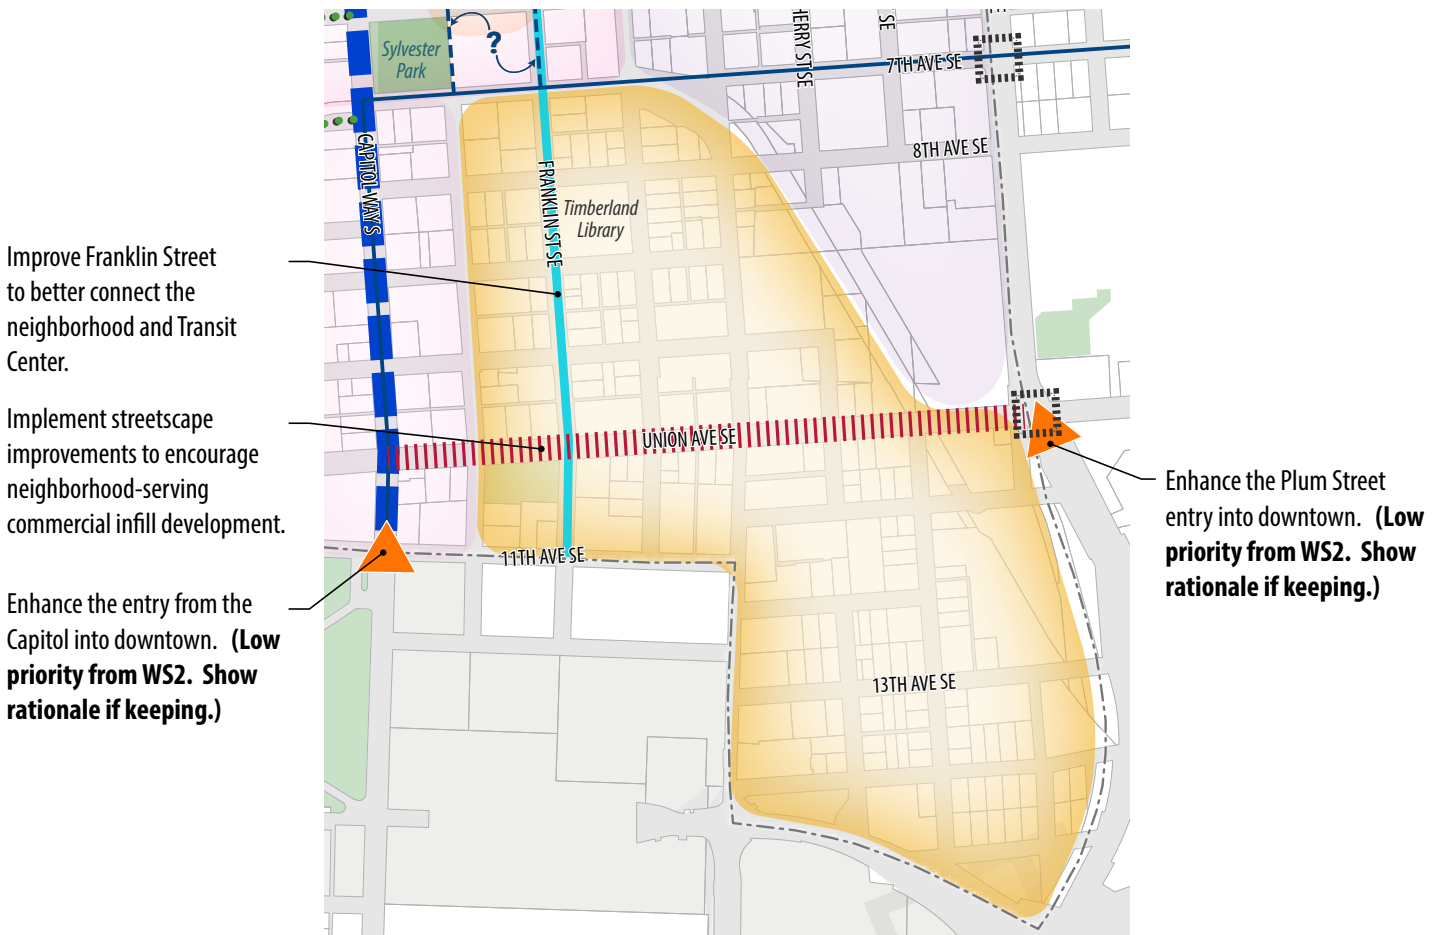 Improve Franklin Street
to better connect the
neighborhood and Transit
Center.
Implement streetscape
improvements to encourage
neighborhood-serving
commercial infill development.
Enhance the entry from the
Capitol into downtown. (Low
priority from WS2. Show
rationale if keeping.)
Sylvester
Park
?
CAPITOL WAY S
FRANKLIN ST SE
Timberland
Library
HERRY ST SE
SE
7TH AVE SE
8TH AVE SE
UNION AVE SE
11TH AVE SE
13TH AVE SE
Enhance the Plum Street
entry into downtown. (Low
priority from WS2. Show
rationale if keeping.)